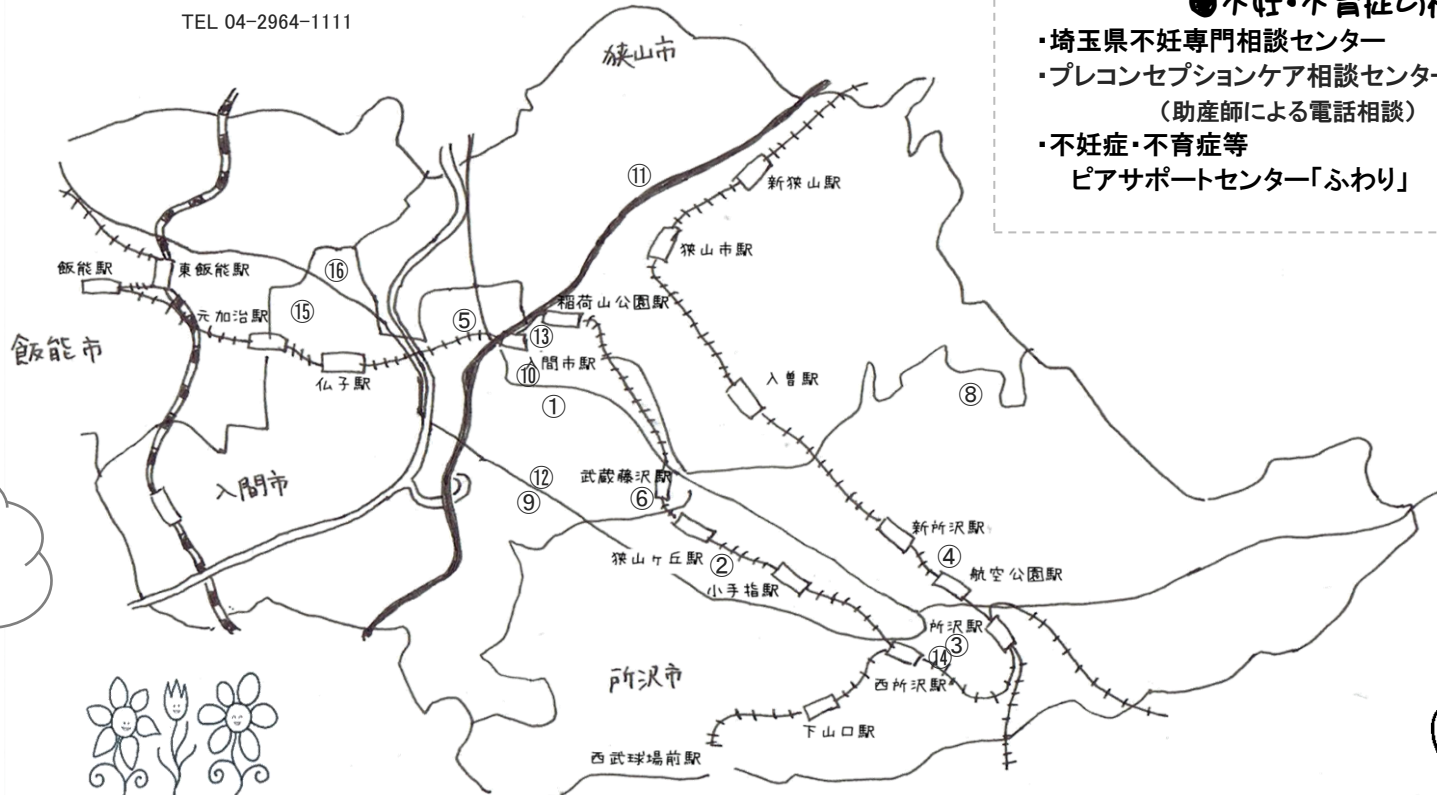 TEL 04-2964-1111
●不妊・不育症の
・埼玉県不妊専門相談センター
・プレコンセプションケア相談センター
(助産師による電話相談)
・不妊症・不育症等
ピアサポートセンター「ふわり」
狭山市
⑪
新狭山駅
狭山市駅
飯能駅
東飯能駅
⑯
⑮
元加治駅
⑤
稲荷山公園駅
⑬
飯能市
仏子駅
入間市駅
⑩
①
入曽駅
⑧
入間市
⑫
⑨
武蔵藤沢駅
⑥
新所沢駅
狭山ヶ丘駅
②
④
航空公園駅
小手指駅
所沢駅
③
⑭
所沢市
西所沢駅
下山口駅
西武球場前駅